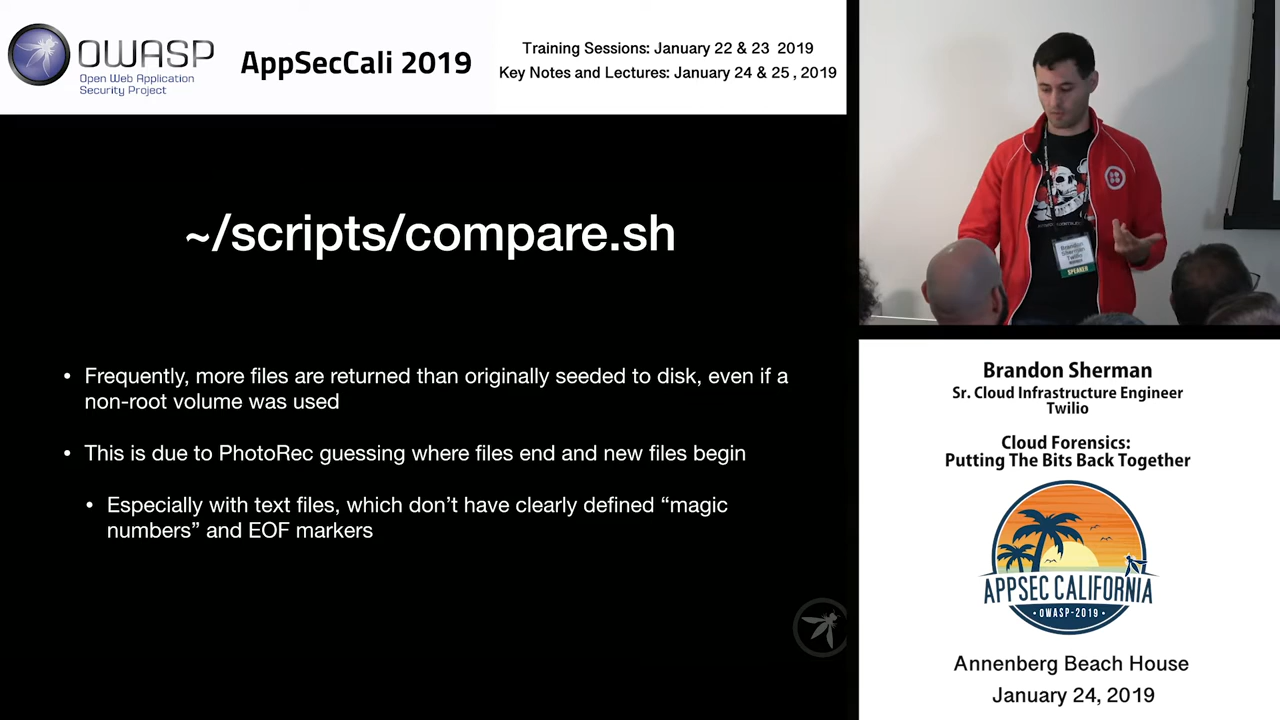 OWASP
Open Web Application
Security Project
AppSecCali 2019
Training Sessions: January 22 & 23 2019
Key Notes and Lectures: January 24 & 25 , 2019
~/scripts/compare.sh
• Frequently, more files are returned than originally seeded to disk, even if a
non-root volume was used
• This is due to PhotoRec guessing where files end and new files begin
• Especially with text files, which don’t have clearly defined “magic
numbers” and EOF markers
Brandon
Sherman
Twilio
SPEAKER
Brandon Sherman
Sr. Cloud Infrastructure Engineer
Twilio
Cloud Forensics:
Putting The Bits Back Together
APPSEC CALIFORNIA
• OWASP-2019 •
Annenberg Beach House
January 24, 2019